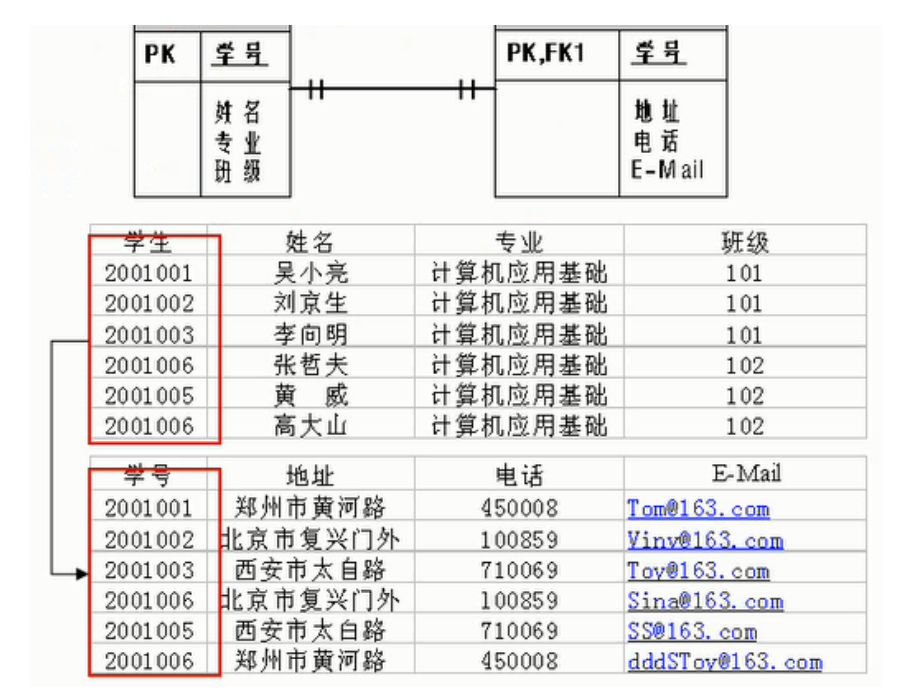 PK 学号 PK,FK1 学号
姓名 地址
专业 电话
班级 E-Mail
学生 姓名 专业 班级
2001001 吴小亮 计算机应用基础 101
2001002 刘京生 计算机应用基础 101
2001003 李向明 计算机应用基础 101
2001006 张哲夫 计算机应用基础 102
2001005 黄 威 计算机应用基础 102
2001006 高大山 计算机应用基础 102
学号 地址 电话 E-Mail
2001001 郑州市黄河路 450008 Tom@163.com
2001002 北京市复兴门外 100859 Yinv@163.com
2001003 西安市太自路 710069 Toy@163.com
2001006 北京市复兴门外 100859 Sina@163.com
2001005 西安市太白路 710069 SS@163.com
2001006 郑州市黄河路 450008 dddSToy@163.com